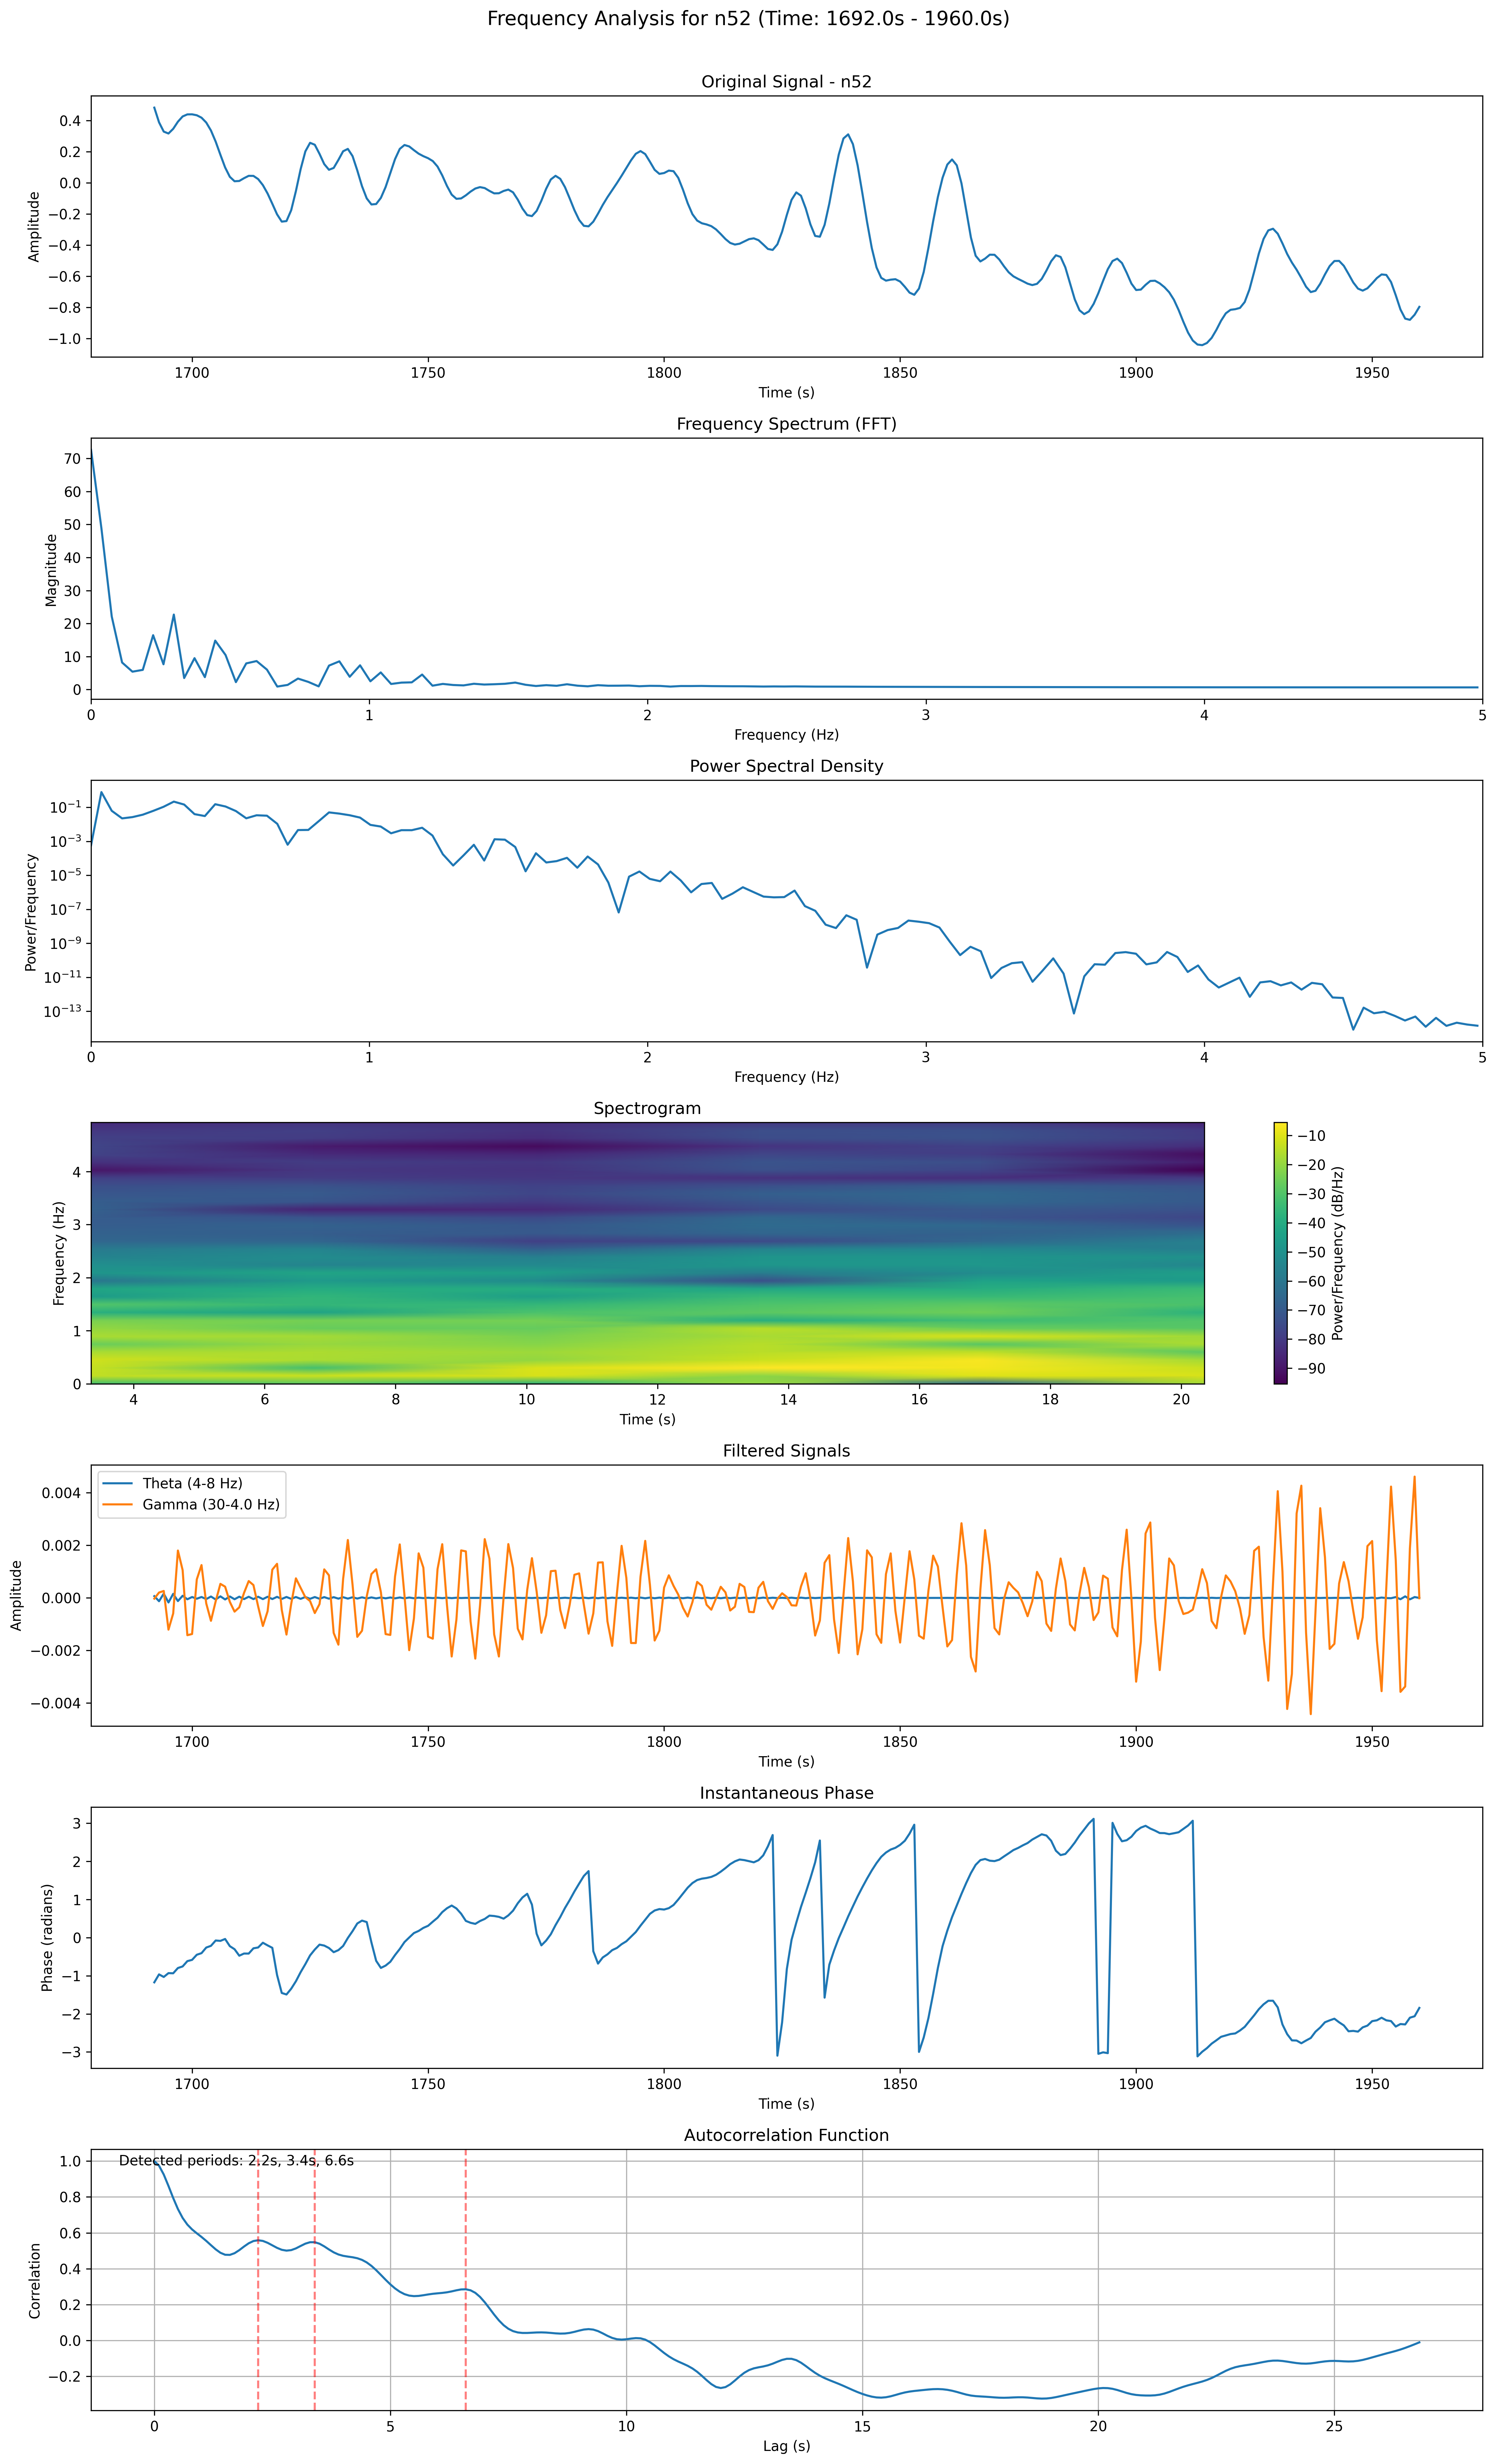 Frequency Analysis for n52 (Time: 1692.0s - 1960.0s)
Original Signal - n52
Amplitude
0.4
0.2
0.0
−0.2
−0.4
−0.6
−0.8
−1.0
1700 1750 1800 1850 1900 1950
Time (s)
Frequency Spectrum (FFT)
Magnitude
70
60
50
40
30
20
10
0
0 1 2 3 4 5
Frequency (Hz)
Power Spectral Density
Power/Frequency
10⁻¹
10⁻³
10⁻⁵
10⁻⁷
10⁻⁹
10⁻¹¹
10⁻¹³
0 1 2 3 4 5
Frequency (Hz)
Spectrogram
Frequency (Hz)
4
3
2
1
0
4 6 8 10 12 14 16 18 20
Time (s)
−10
−20
−30
−40
−50
−60
−70
−80
−90
Power/Frequency (dB/Hz)
Filtered Signals
Theta (4-8 Hz)
Gamma (30-4.0 Hz)
Amplitude
0.004
0.002
0.000
−0.002
−0.004
1700 1750 1800 1850 1900 1950
Time (s)
Instantaneous Phase
Phase (radians)
3
2
1
0
−1
−2
−3
1700 1750 1800 1850 1900 1950
Time (s)
Autocorrelation Function
Detected periods: 2.2s, 3.4s, 6.6s
Correlation
1.0
0.8
0.6
0.4
0.2
0.0
−0.2
0 5 10 15 20 25
Lag (s)